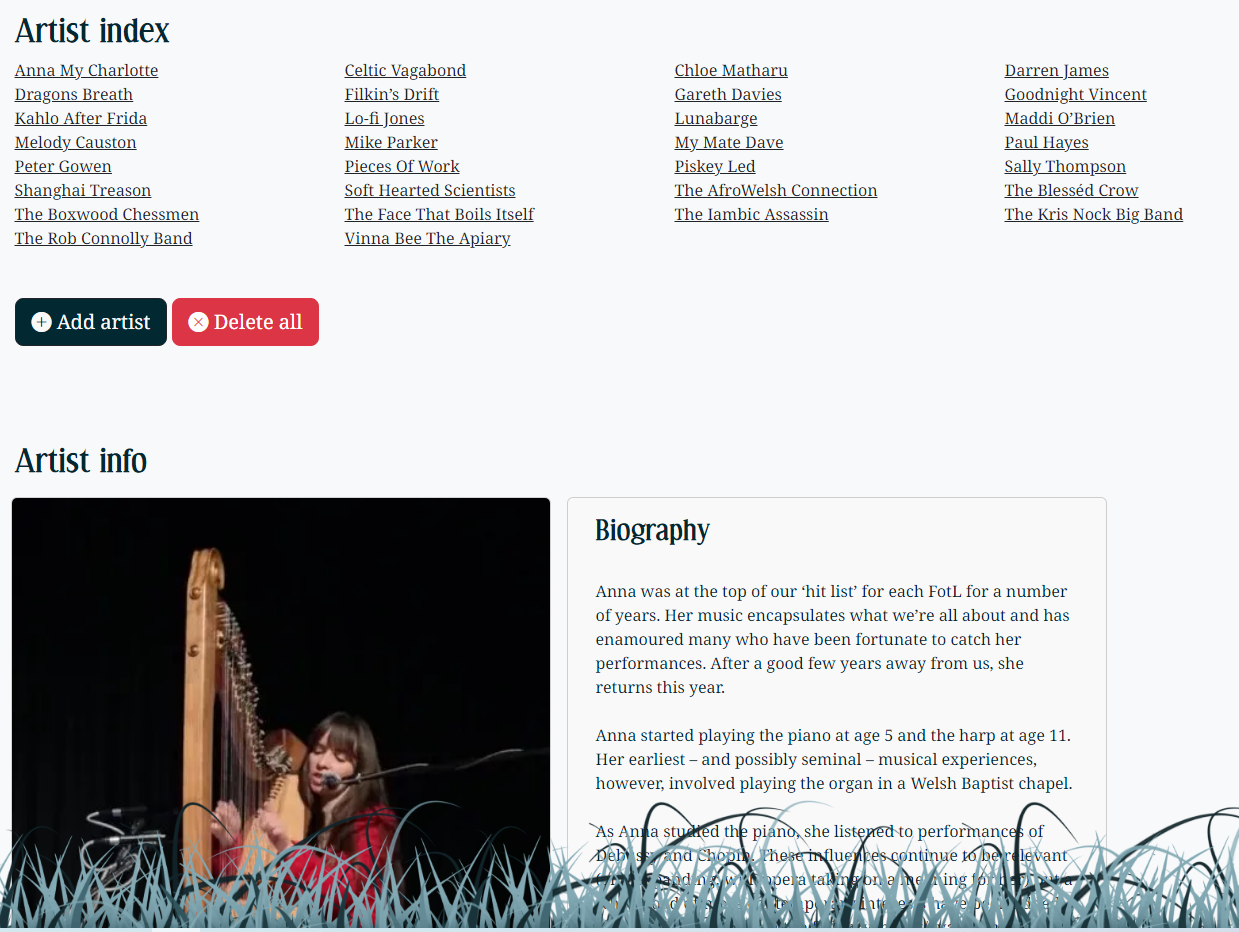 Artist index
Anna My Charlotte Celtic Vagabond Chloe Matharu Darren James
Dragons Breath Filkin’s Drift Gareth Davies Goodnight Vincent
Kahlo After Frida Lo-fi Jones Lunabarge Maddi O’Brien
Melody Causton Mike Parker My Mate Dave Paul Hayes
Peter Gowen Pieces Of Work Piskey Led Sally Thompson
Shanghai Treason Soft Hearted Scientists The AfroWelsh Connection The Blesséd Crow
The Boxwood Chessmen The Face That Boils Itself The Iambic Assassin The Kris Nock Big Band
The Rob Connolly Band Vinna Bee The Apiary
Add artist Delete all
Artist info
Biography
Anna was at the top of our ‘hit list’ for each FotL for a number
of years. Her music encapsulates what we’re all about and has
enamoured many who have been fortunate to catch her
performances. After a good few years away from us, she
returns this year.
Anna started playing the piano at age 5 and the harp at age 11.
Her earliest – and possibly seminal – musical experiences,
however, involved playing the organ in a Welsh Baptist chapel.
As Anna studied the piano, she listened to performances of
Debussy and Chopin. These influences continue to be relevant
opera taking on a meaning for